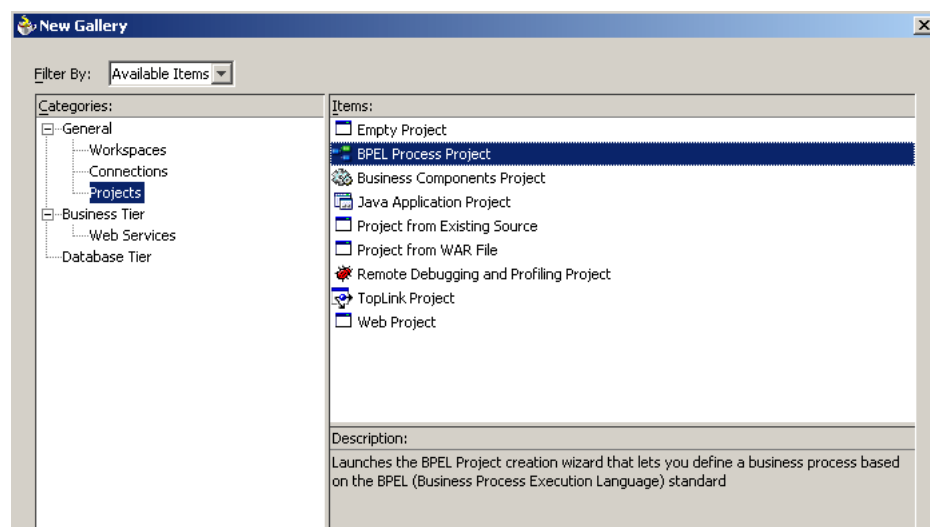 New Gallery
Filter By: Available Items
Categories:
General
Workspaces
Connections
Projects
Business Tier
Web Services
Database Tier
Items:
Empty Project
BPEL Process Project
Business Components Project
Java Application Project
Project from Existing Source
Project from WAR File
Remote Debugging and Profiling Project
TopLink Project
Web Project
Description:
Launches the BPEL Project creation wizard that lets you define a business process based
on the BPEL (Business Process Execution Language) standard